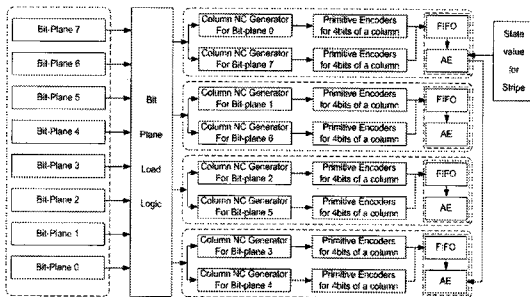 Bit-Plane 7
Bit-Plane 6
Bit-Plane 5
Bit-Plane 4
Bit-Plane 3
Bit-Plane 2
Bit-Plane 1
Bit-Plane 0
Bit
Plane
Load
Logic
Column NC Generator
For Bit-plane 0
Primitive Encoders
for 4bits of a column
Column NC Generator
For Bit-plane 7
Primitive Encoders
for 4bits of a column
FIFO
AE
Column NC Generator
For Bit-plane 1
Primitive Encoders
for 4bits of a column
Column NC Generator
For Bit-plane 6
Primitive Encoders
for 4bits of a column
FIFO
AE
Column NC Generator
For Bit-plane 2
Primitive Encoders
for 4bits of a column
Column NC Generator
For Bit-plane 5
Primitive Encoders
for 4bits of a column
FIFO
AE
Column NC Generator
For Bit-plane 3
Primitive Encoders
for 4bits of a column
Column NC Generator
For Bit-plane 4
Primitive Encoders
for 4bits of a column
FIFO
AE
State
value
for
Stripe